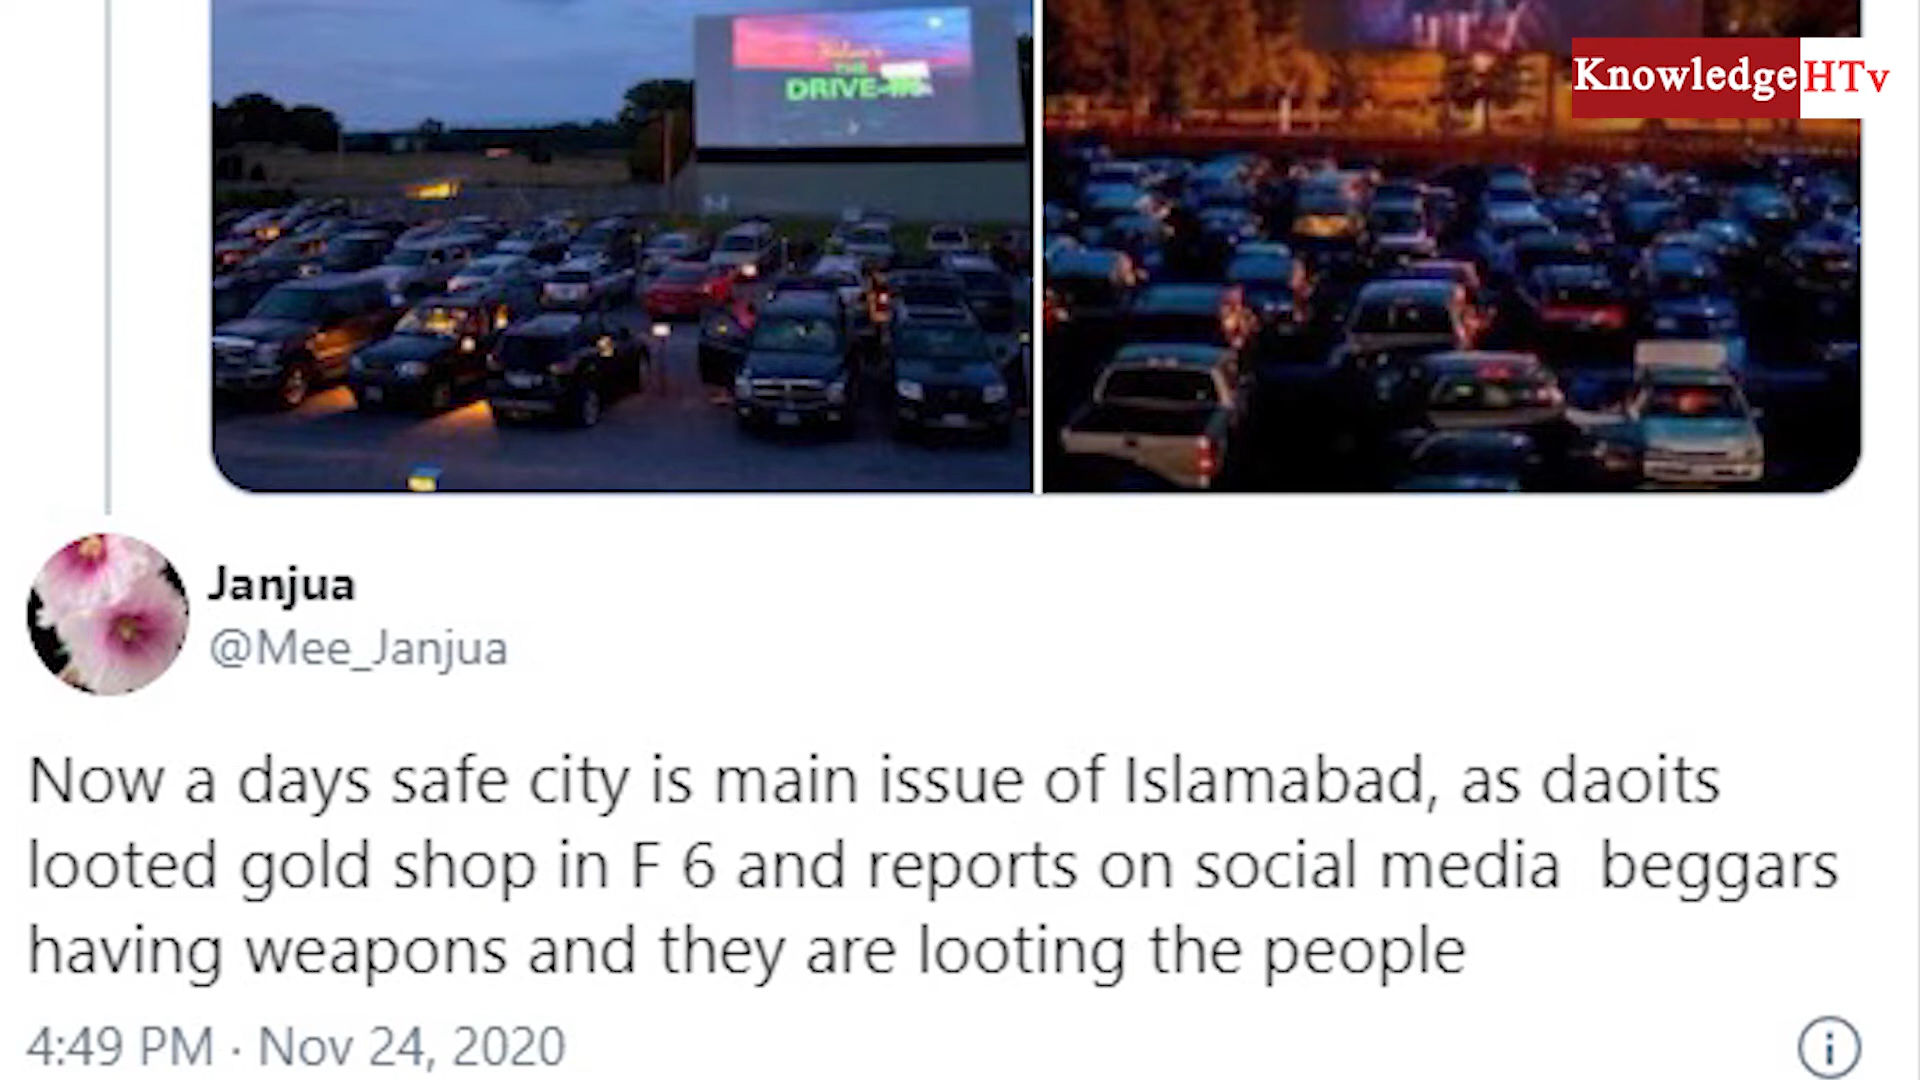 THE
DRIVE-IN
KnowledgeHTv
Janjua
@Mee_Janjua
Now a days safe city is main issue of Islamabad, as daoits
looted gold shop in F 6 and reports on social media  beggars
having weapons and they are looting the people
4:49 PM · Nov 24, 2020